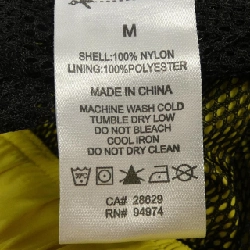 M
SHELL:100% NYLON
LINING:100%POLYESTER
MADE IN CHINA
MACHINE WASH COLD
TUMBLE DRY LOW
DO NOT BLEACH
COOL IRON
DO NOT DRY CLEAN
CA# 28629
RN# 94974